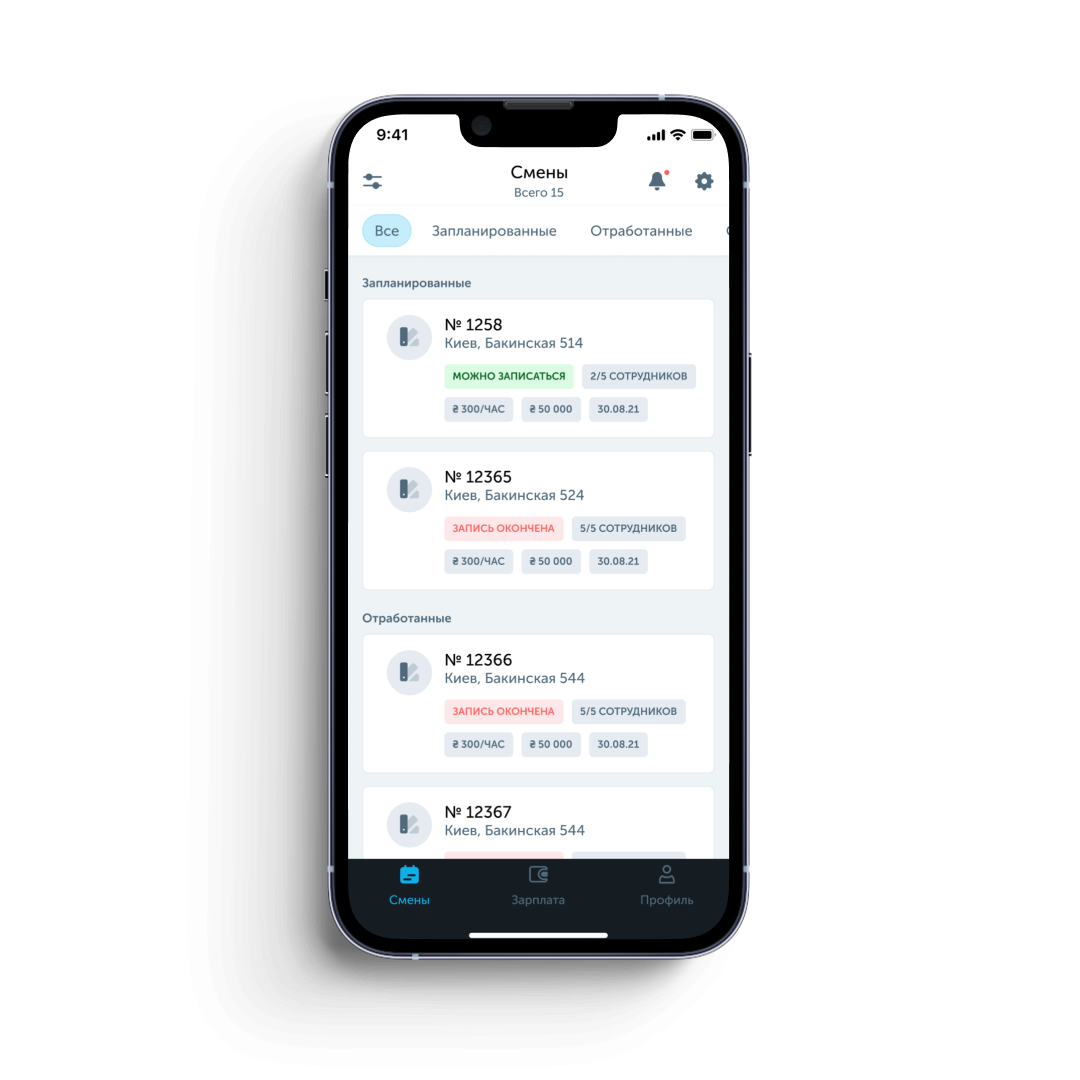 9:41
Смены
Всего 15
Все Запланированные Отработанные
Запланированные
№ 1258
Киев, Бакинская 514
МОЖНО ЗАПИСАТЬСЯ 2/5 СОТРУДНИКОВ
₴ 300/ЧАС ₴ 50 000 30.08.21
№ 12365
Киев, Бакинская 524
ЗАПИСЬ ОКОНЧЕНА 5/5 СОТРУДНИКОВ
₴ 300/ЧАС ₴ 50 000 30.08.21
Отработанные
№ 12366
Киев, Бакинская 544
ЗАПИСЬ ОКОНЧЕНА 5/5 СОТРУДНИКОВ
₴ 300/ЧАС ₴ 50 000 30.08.21
№ 12367
Киев, Бакинская 544
Смены Зарплата Профиль